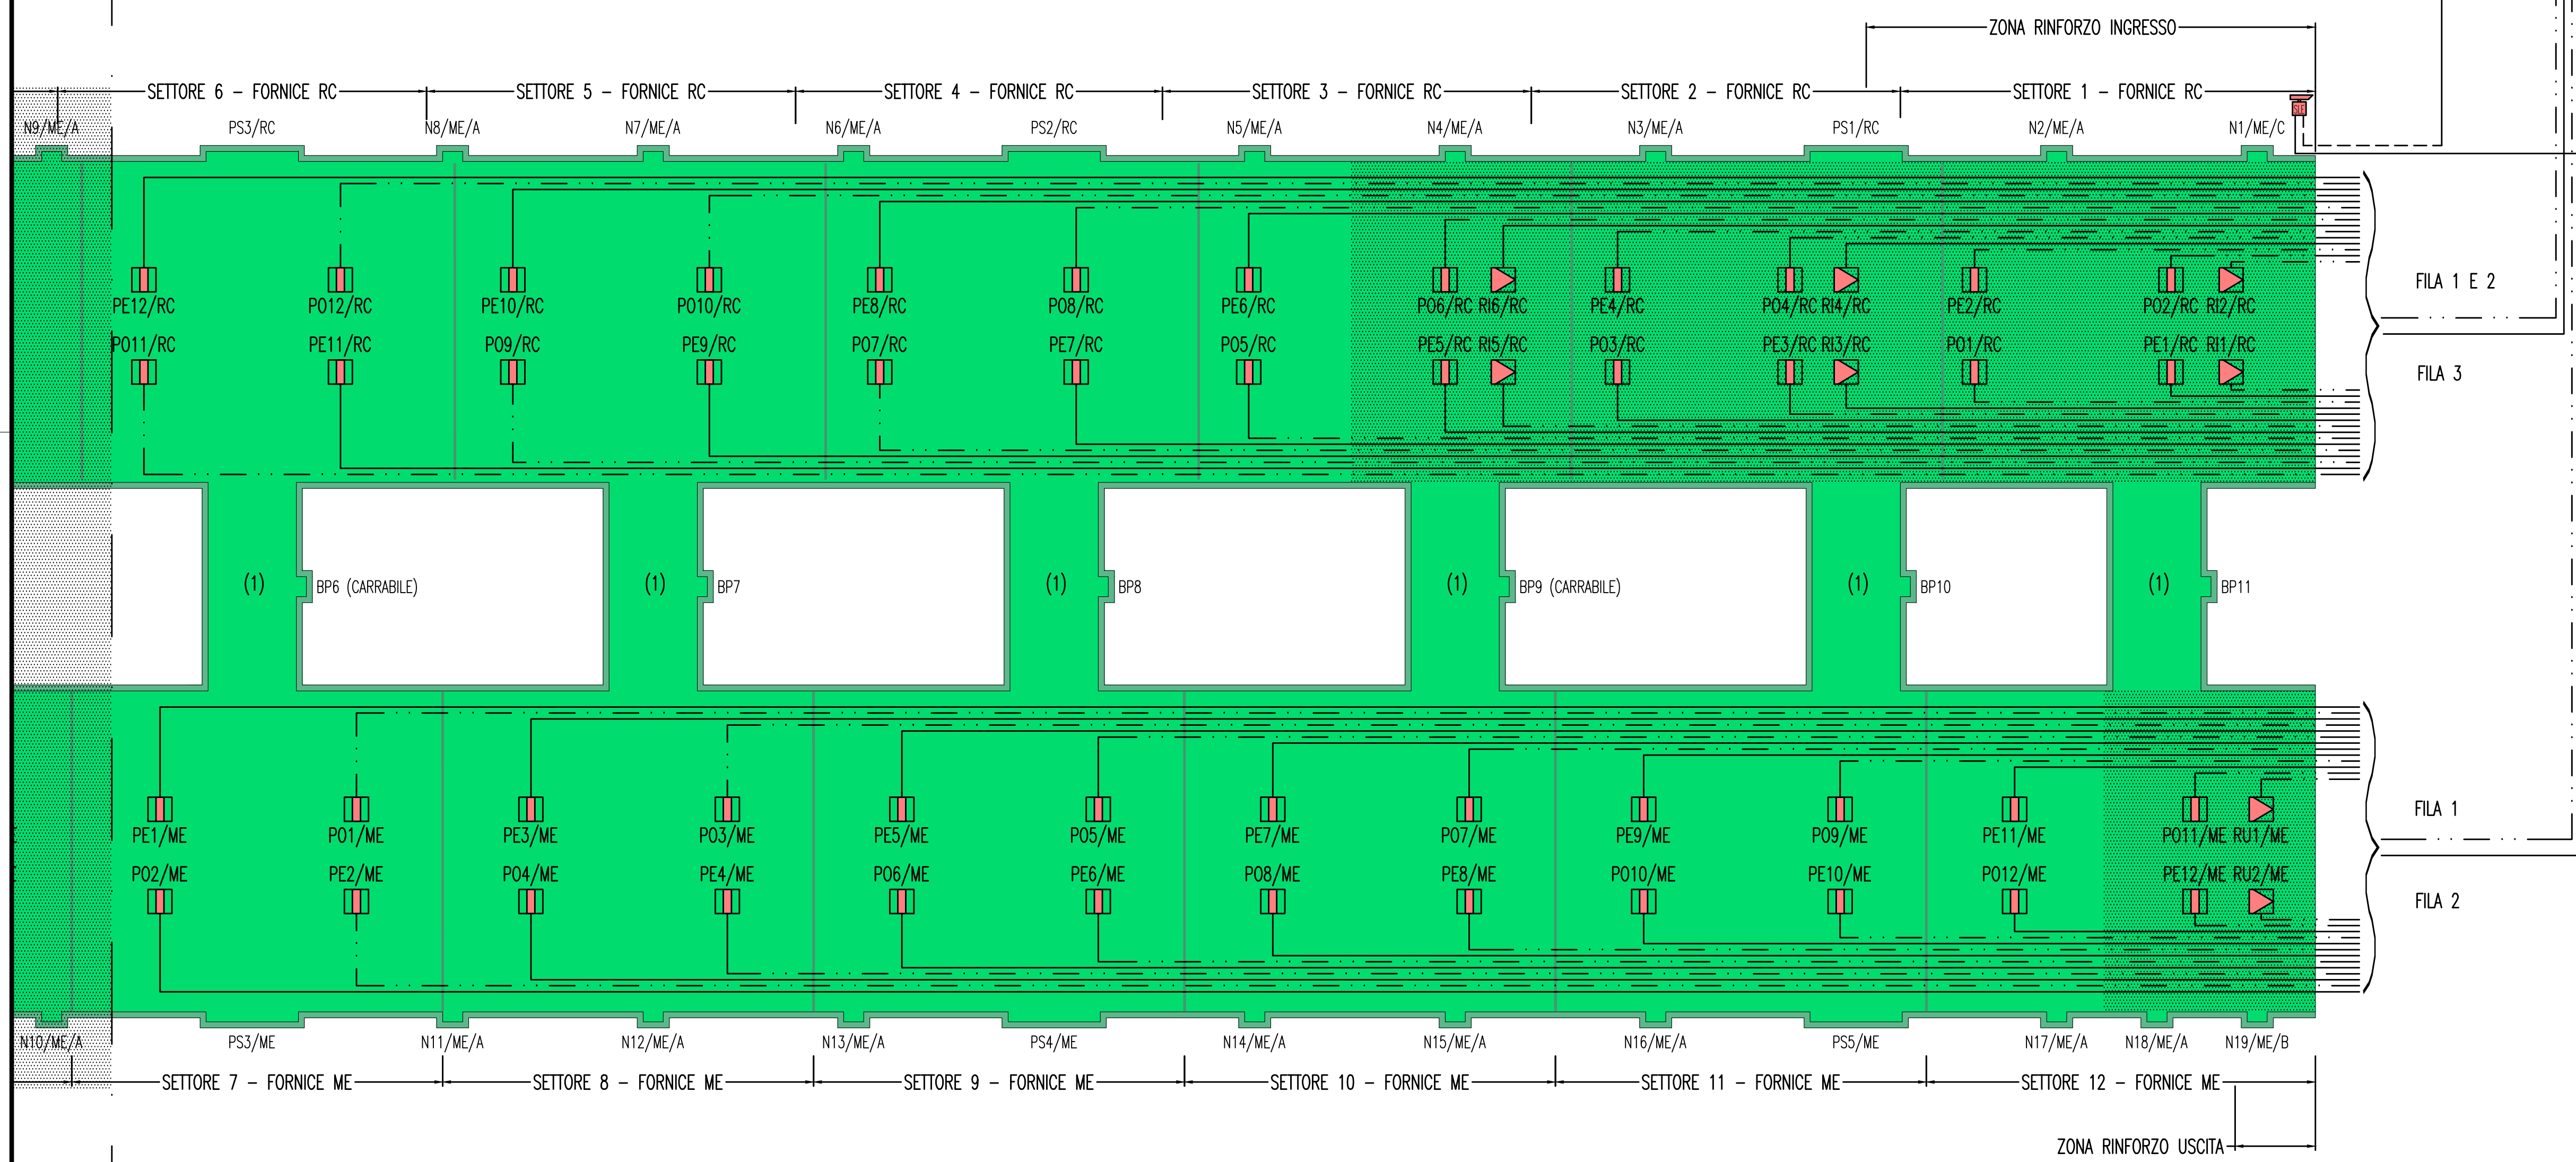 ZONA RINFORZO INGRESSO
SETTORE 6 - FORNICE RC SETTORE 5 - FORNICE RC SETTORE 4 - FORNICE RC SETTORE 3 - FORNICE RC SETTORE 2 - FORNICE RC SETTORE 1 - FORNICE RC
SLE
N9/ME/A PS3/RC N8/ME/A N7/ME/A N6/ME/A PS2/RC N5/ME/A N4/ME/A N3/ME/A PS1/RC N2/ME/A N1/ME/C
FILA 1 E 2
PE12/RC PO12/RC PE10/RC PO10/RC PE8/RC PO8/RC PE6/RC PO6/RC RI6/RC PE4/RC PO4/RC RI4/RC PE2/RC PO2/RC RI2/RC
PO11/RC PE11/RC PO9/RC PE9/RC PO7/RC PE7/RC PO5/RC PE5/RC RI5/RC PO3/RC PE3/RC RI3/RC PO1/RC PE1/RC RI1/RC
FILA 3
(1) BP6 (CARRABILE) (1) BP7 (1) BP8 (1) BP9 (CARRABILE) (1) BP10 (1) BP11
FILA 1
PE1/ME PO1/ME PE3/ME PO3/ME PE5/ME PO5/ME PE7/ME PO7/ME PE9/ME PO9/ME PE11/ME PO11/ME RU1/ME
PO2/ME PE2/ME PO4/ME PE4/ME PO6/ME PE6/ME PO8/ME PE8/ME PO10/ME PE10/ME PO12/ME PE12/ME RU2/ME
FILA 2
N10/ME/A PS3/ME N11/ME/A N12/ME/A N13/ME/A PS4/ME N14/ME/A N15/ME/A N16/ME/A PS5/ME N17/ME/A N18/ME/A N19/ME/B
SETTORE 7 - FORNICE ME SETTORE 8 - FORNICE ME SETTORE 9 - FORNICE ME SETTORE 10 - FORNICE ME SETTORE 11 - FORNICE ME SETTORE 12 - FORNICE ME
ZONA RINFORZO USCITA